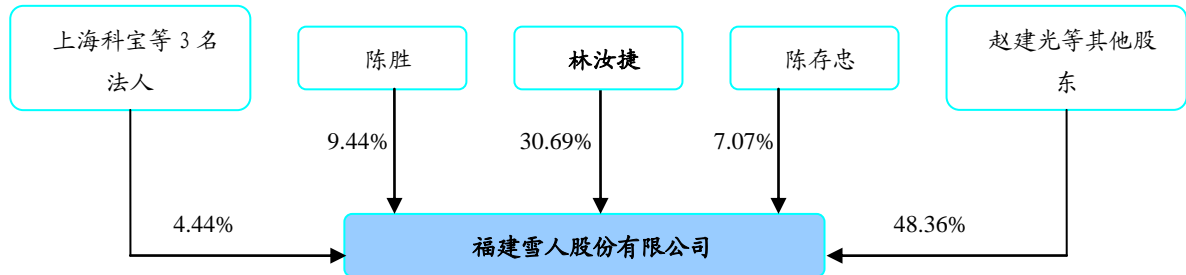 上海科宝等 3 名
法人
陈胜
林汝捷
陈存忠
赵建光等其他股
东
9.44%
30.69%
7.07%
4.44%
48.36%
福建雪人股份有限公司